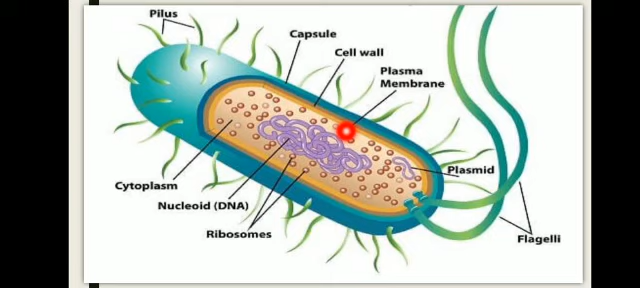 Pilus
Capsule
Cell wall
Plasma
Membrane
Plasmid
Cytoplasm
Nucleoid (DNA)
Ribosomes
Flagelli